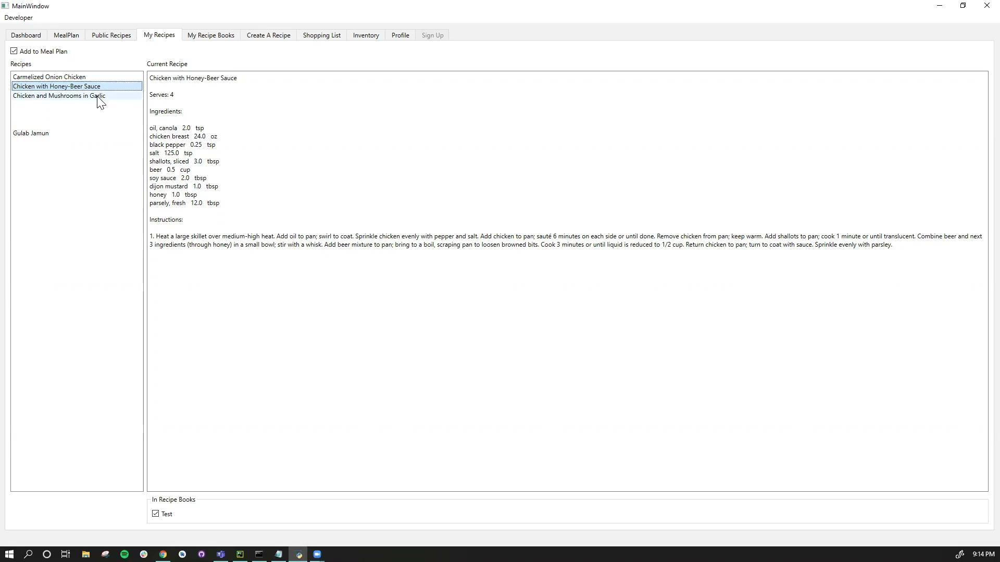 MainWindow
Developer
Dashboard MealPlan Public Recipes My Recipes My Recipe Books Create A Recipe Shopping List Inventory Profile Sign Up
Add to Meal Plan
Recipes
Carmelized Onion Chicken
Chicken with Honey-Beer Sauce
Chicken and Mushrooms in Garlic
Gulab Jamun
Current Recipe
Chicken with Honey-Beer Sauce
Serves: 4
Ingredients:
oil, canola 2.0 tsp
chicken breast 24.0 oz
black pepper 0.25 tsp
salt 125.0 tsp
shallots, sliced 3.0 tbsp
beer 0.5 cup
soy sauce 2.0 tbsp
dijon mustard 1.0 tbsp
honey 1.0 tbsp
parsely, fresh 12.0 tbsp
Instructions:
1. Heat a large skillet over medium-high heat. Add oil to pan; swirl to coat. Sprinkle chicken evenly with pepper and salt. Add chicken to pan; sauté 6 minutes on each side or until done. Remove chicken from pan; keep warm. Add shallots to pan; cook 1 minute or until translucent. Combine beer and next
3 ingredients (through honey) in a small bowl; stir with a whisk. Add beer mixture to pan; bring to a boil, scraping pan to loosen browned bits. Cook 3 minutes or until liquid is reduced to 1/2 cup. Return chicken to pan; turn to coat with sauce. Sprinkle evenly with parsley.
In Recipe Books
Test
PC
9:14 PM